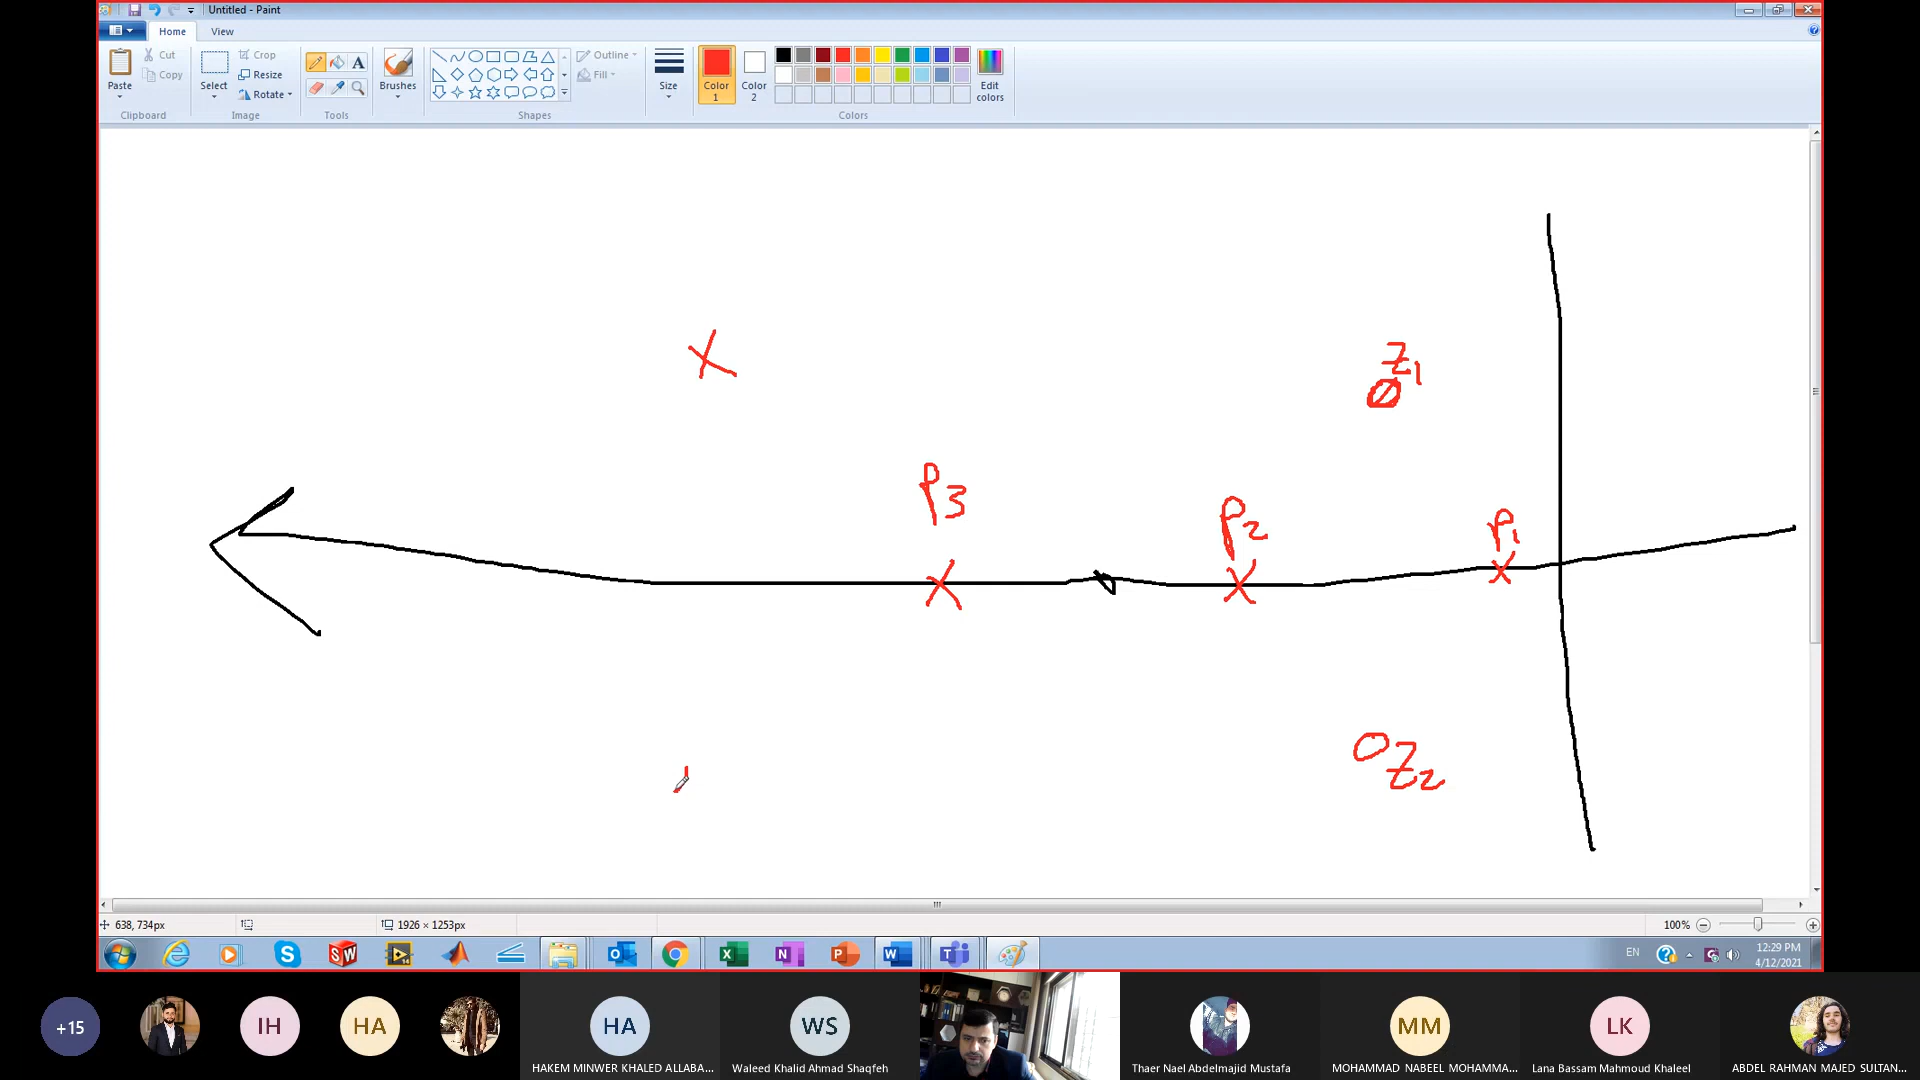 Untitled - Paint
Home
View
Paste
Cut
Copy
Clipboard
Select
Crop
Resize
Rotate
Image
Tools
Brushes
Shapes
Outline
Fill
Size
Color 1
Color 2
Edit colors
Colors
Z1
P3
P2
P1
Z2
638, 734px
1926 × 1253px
100%
EN
12:29 PM
4/12/2021
+15
IH
HA
HA
HAKEM MINWER KHALED ALLABA...
WS
Waleed Khalid Ahmad Shaqfeh
Thaer Nael Abdelmajid Mustafa
MM
MOHAMMAD NABEEL MOHAMMA...
LK
Lana Bassam Mahmoud Khaleel
ABDEL RAHMAN MAJED SULTAN...